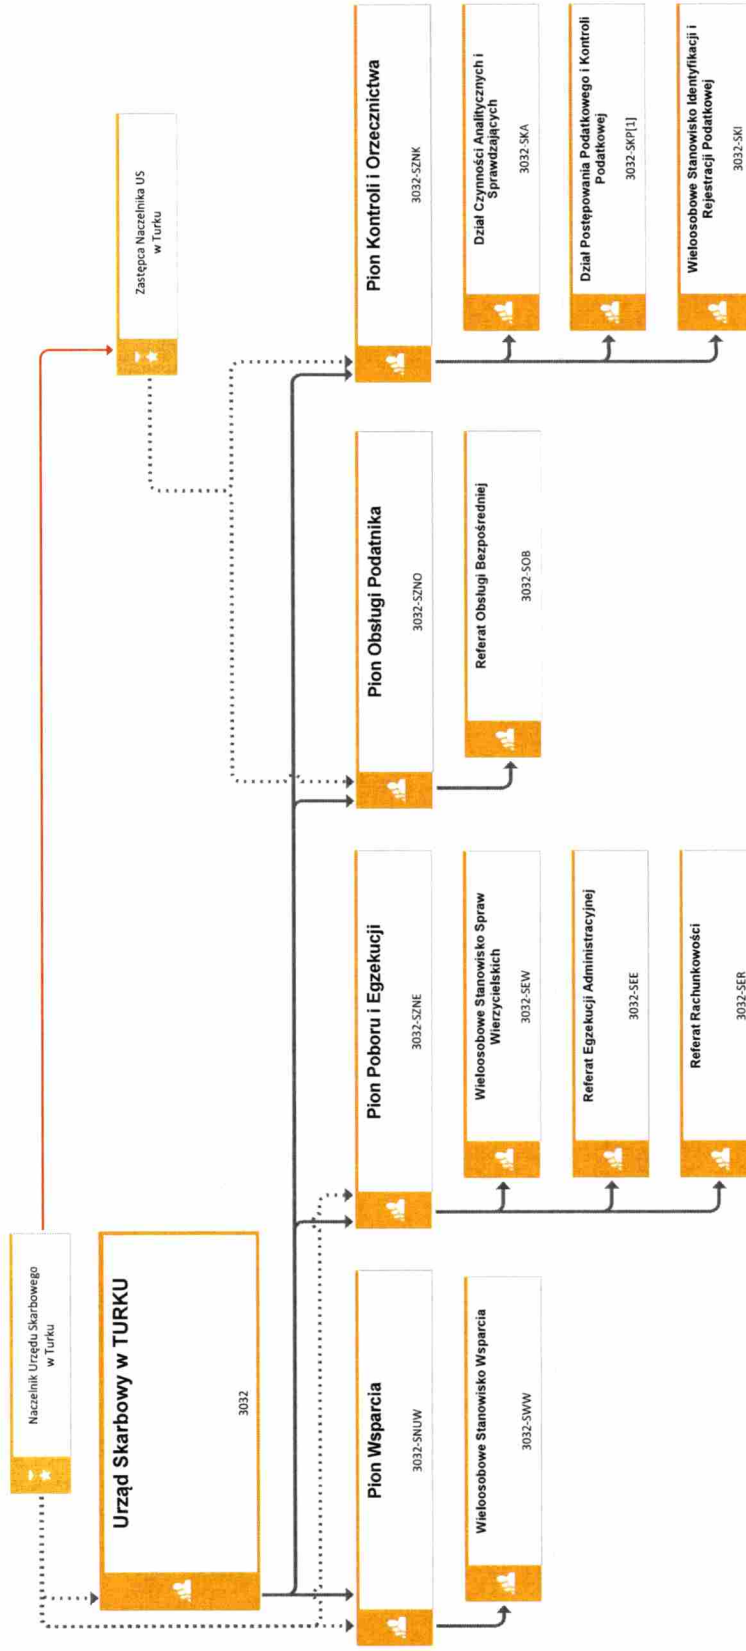 Naczelnik Urzędu Skarbowego
w Turku
Zastępca Naczelnika US
w Turku
Urząd Skarbowy w TURKU
3032
Pion Wsparcia
3032-SNUW
Wieloosobowe Stanowisko Wsparcia
3032-SWW
Pion Poboru i Egzekucji
3032-SZNE
Wieloosobowe Stanowisko Spraw
Wierzycielskich
3032-SEW
Referat Egzekucji Administracyjnej
3032-SEE
Referat Rachunkowości
3032-SER
Pion Obsługi Podatnika
3032-SZNO
Referat Obsługi Bezpośredniej
3032-SOB
Pion Kontroli i Orzecznictwa
3032-SZNK
Dział Czynności Analitycznych i
Sprawdzających
3032-SKA
Dział Postępowania Podatkowego i Kontroli
Podatkowej
3032-SKP[1]
Wieloosobowe Stanowisko Identyfikacji i
Rejestracji Podatkowej
3032-SKI